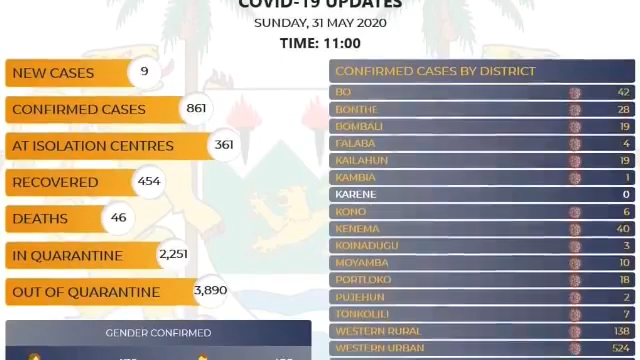 COVID-19 UPDATES
SUNDAY, 31 MAY 2020
TIME: 11:00
NEW CASES 9
CONFIRMED CASES 861
AT ISOLATION CENTRES 361
RECOVERED 454
DEATHS 46
IN QUARANTINE 2,251
OUT OF QUARANTINE 3,890
GENDER CONFIRMED
CONFIRMED CASES BY DISTRICT
BO 42
BONTHE 28
BOMBALI 19
FALABA 4
KAILAHUN 19
KAMBIA 1
KARENE 0
KONO 6
KENEMA 40
KOINADUGU 3
MOYAMBA 10
PORTLOKO 18
PUJEHUN 2
TONKOLILI 7
WESTERN RURAL 138
WESTERN URBAN 524